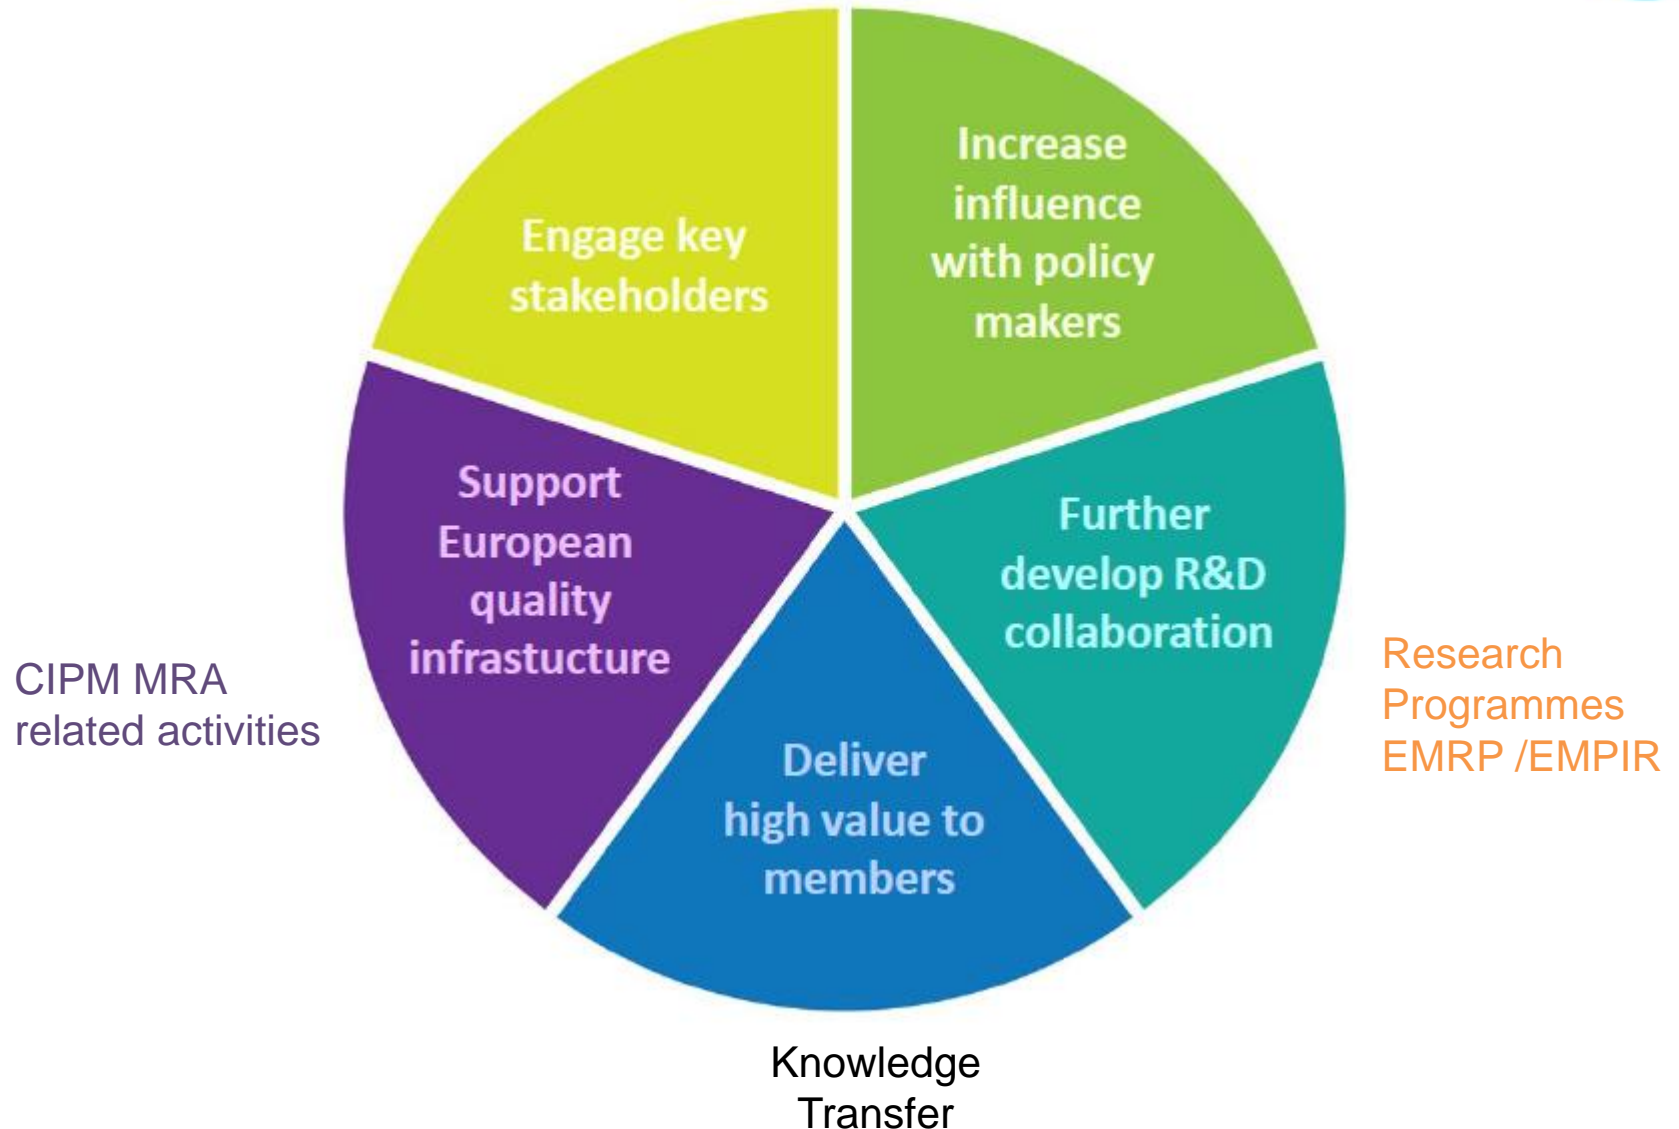 Increase
influence
with policy
makers
Engage key
stakeholders
Support
European
quality
infrastucture
Further
develop R&D
collaboration
Deliver
high value to
members
CIPM MRA
related activities
Research
Programmes
EMRP /EMPIR
Knowledge
Transfer